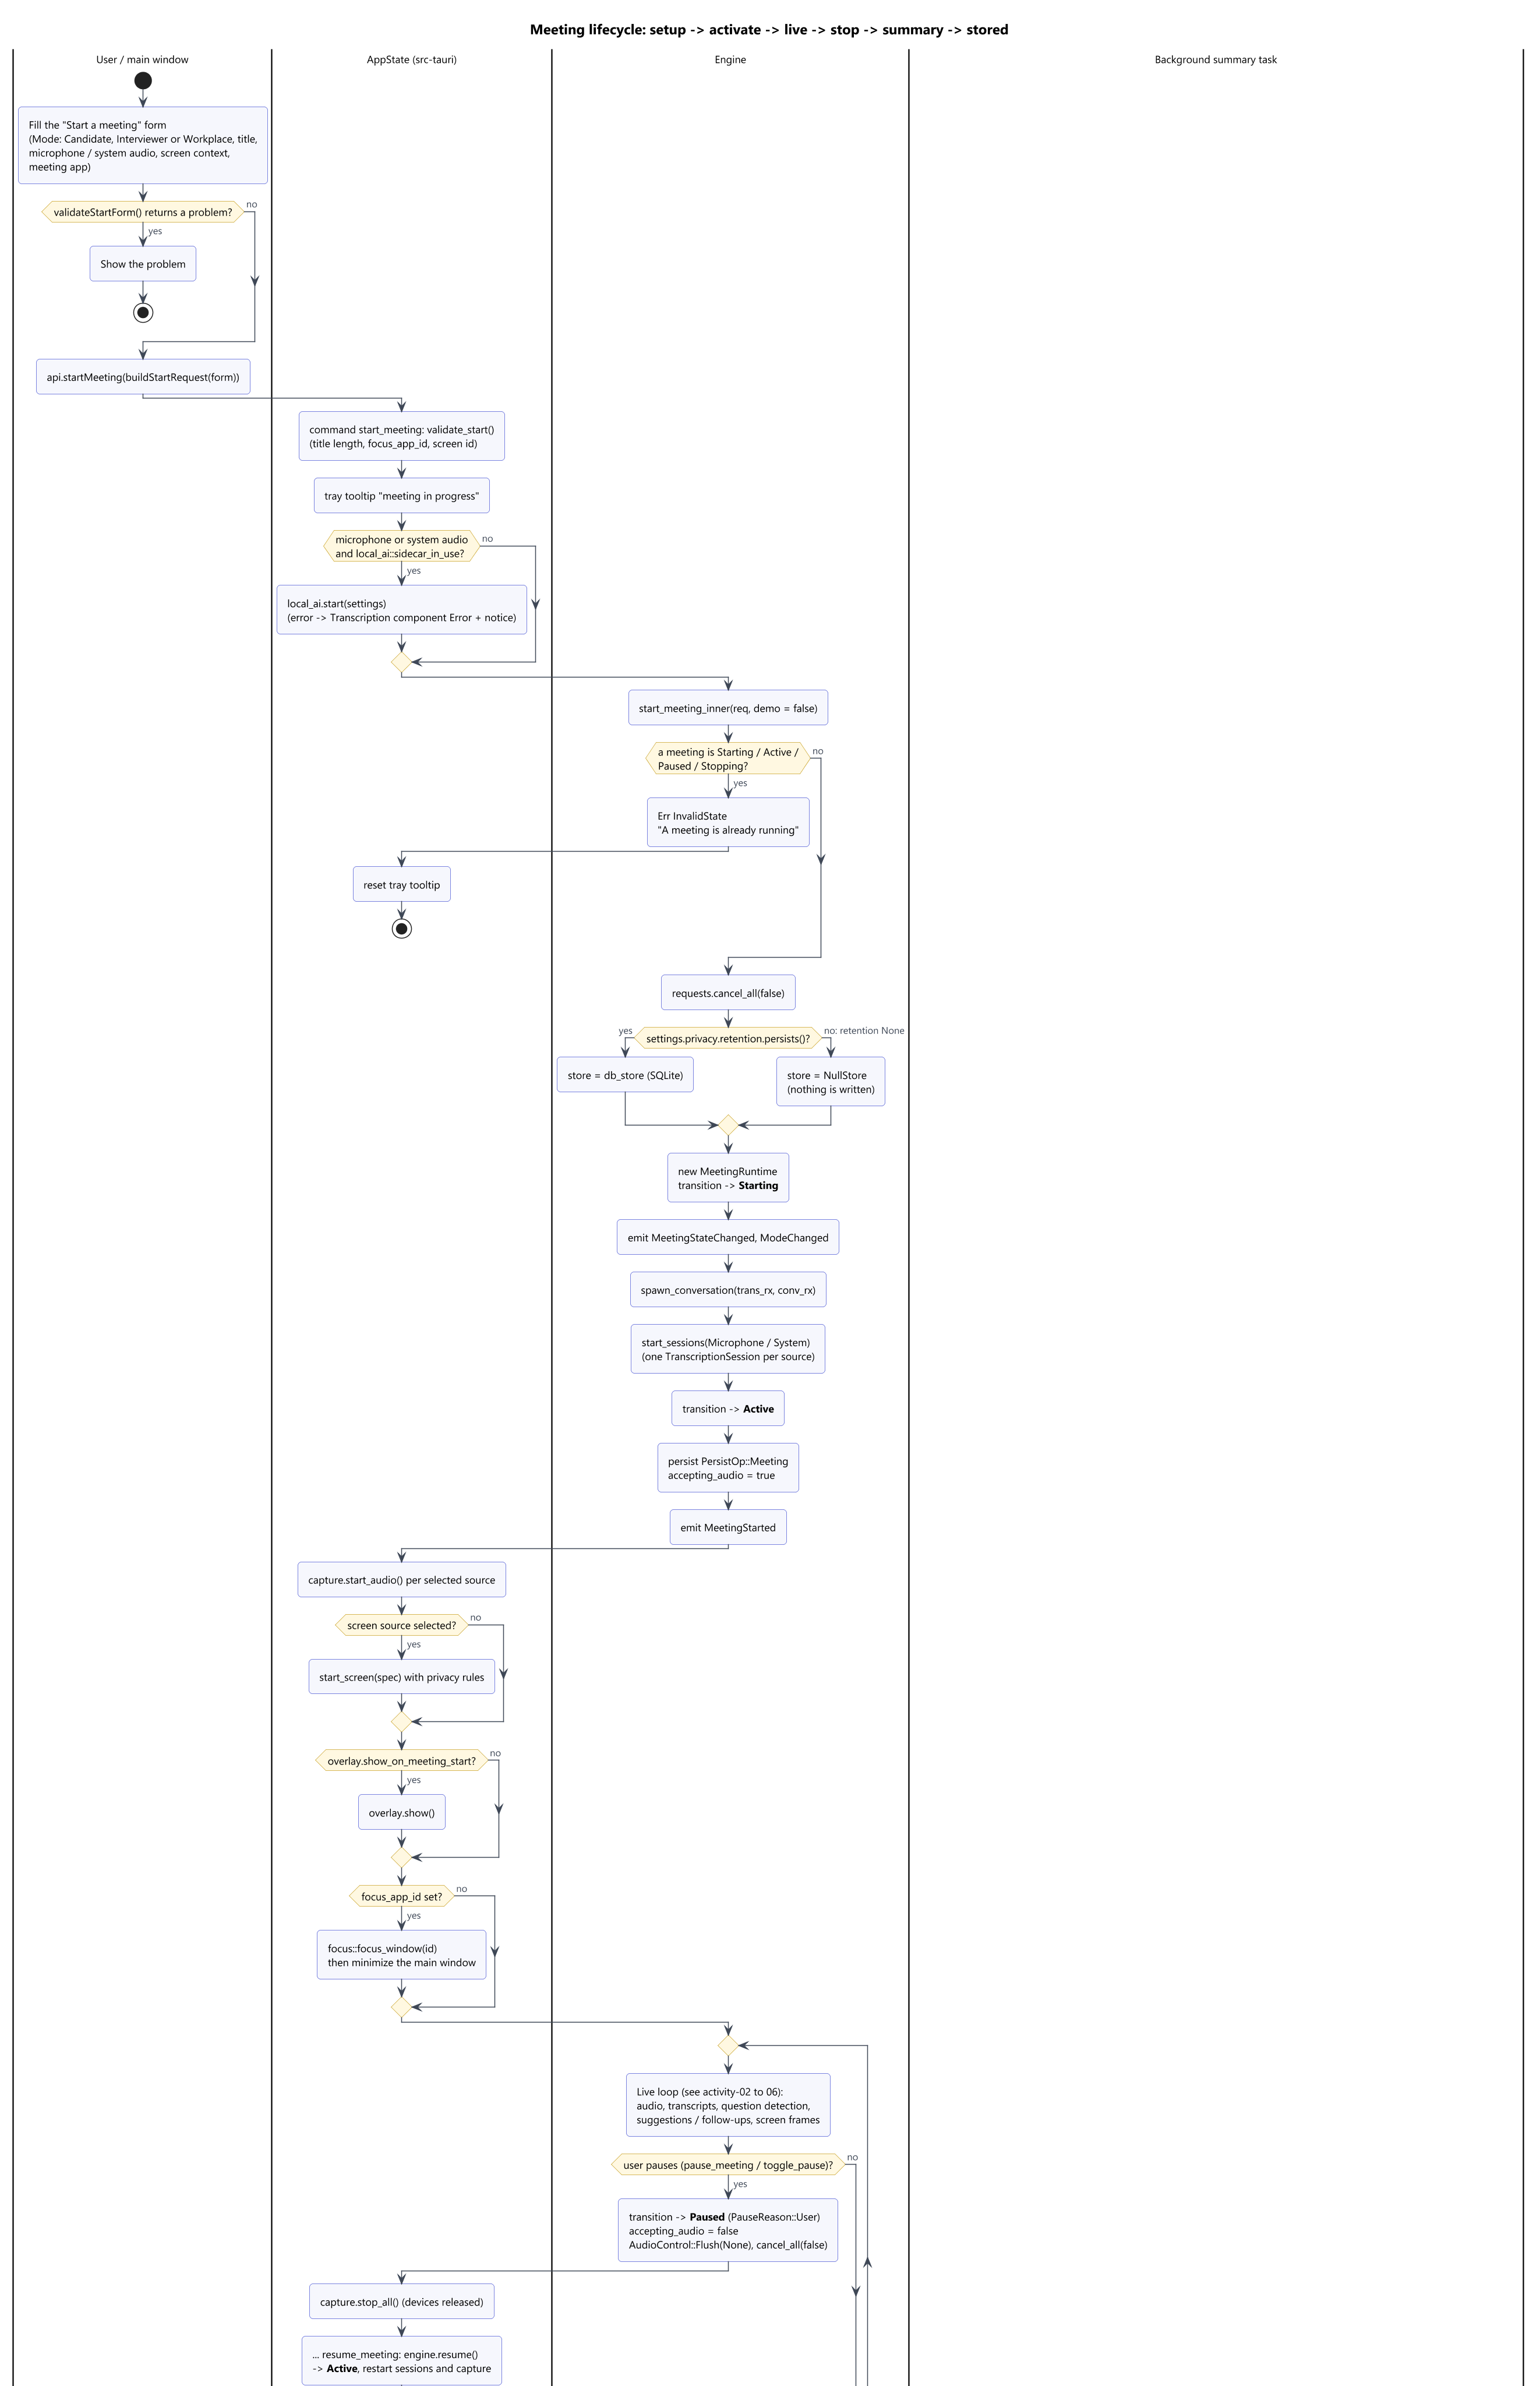 Meeting lifecycle: setup -> activate -> live -> stop -> summary -> stored
User / main window
AppState (src-tauri)
Engine
Background summary task
Fill the "Start a meeting" form
(Mode: Candidate, Interviewer or Workplace, title,
microphone / system audio, screen context,
meeting app)
validateStartForm() returns a problem?
no
yes
Show the problem
api.startMeeting(buildStartRequest(form))
command start_meeting: validate_start()
(title length, focus_app_id, screen id)
tray tooltip "meeting in progress"
microphone or system audio
and local_ai::sidecar_in_use?
no
yes
local_ai.start(settings)
(error -> Transcription component Error + notice)
start_meeting_inner(req, demo = false)
a meeting is Starting / Active /
Paused / Stopping?
no
yes
Err InvalidState
"A meeting is already running"
reset tray tooltip
requests.cancel_all(false)
yes
settings.privacy.retention.persists()?
no: retention None
store = db_store (SQLite)
store = NullStore
(nothing is written)
new MeetingRuntime
transition -> Starting
emit MeetingStateChanged, ModeChanged
spawn_conversation(trans_rx, conv_rx)
start_sessions(Microphone / System)
(one TranscriptionSession per source)
transition -> Active
persist PersistOp::Meeting
accepting_audio = true
emit MeetingStarted
capture.start_audio() per selected source
screen source selected?
no
yes
start_screen(spec) with privacy rules
overlay.show_on_meeting_start?
no
yes
overlay.show()
focus_app_id set?
no
yes
focus::focus_window(id)
then minimize the main window
Live loop (see activity-02 to 06):
audio, transcripts, question detection,
suggestions / follow-ups, screen frames
user pauses (pause_meeting / toggle_pause)?
no
yes
transition -> Paused (PauseReason::User)
accepting_audio = false
AudioControl::Flush(None), cancel_all(false)
capture.stop_all() (devices released)
... resume_meeting: engine.resume()
-> Active, restart sessions and capture